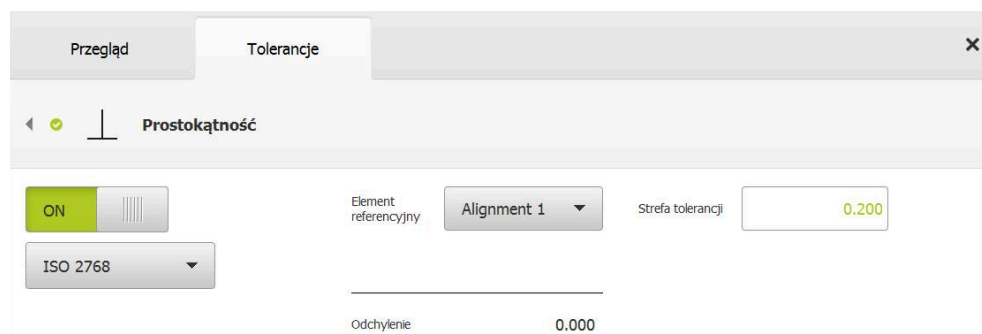 Przegląd
Tolerancje
Prostokątność
ON
Element
referencyjny
Alignment 1
Strefa tolerancji
0.200
ISO 2768
Odchylenie
0.000